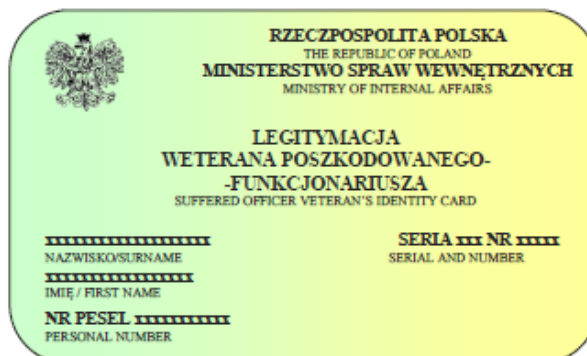 RZECZPOSPOLITA POLSKA
THE REPUBLIC OF POLAND
MINISTERSTWO SPRAW WEWNĘTRZNYCH
MINISTRY OF INTERNAL AFFAIRS
LEGITYMACJA
WETERANA POSZKODOWANEGO-
-FUNKCJONARIUSZA
SUFFERED OFFICER VETERAN'S IDENTITY CARD
xxxxxxxxxxxxxxxxxxx
NAZWISKO/SURNAME
xxxxxxxxxxxxxxxxx
IMIĘ / FIRST NAME
NR PESEL xxxxxxxxxxx
PERSONAL NUMBER
SERIA xxx NR xxxxx
SERIAL AND NUMBER